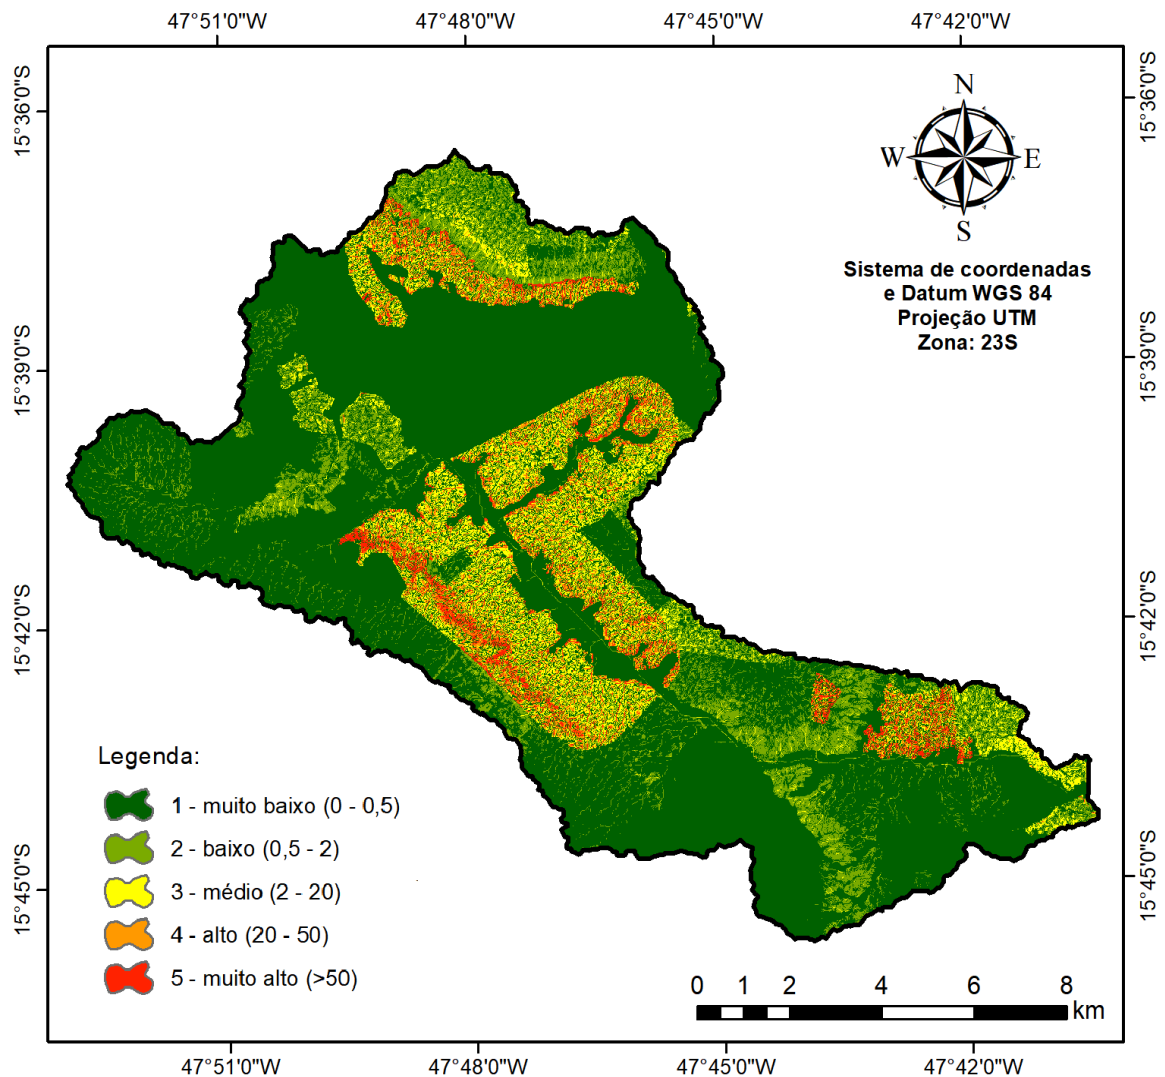 47°51'0"W 47°48'0"W 47°45'0"W 47°42'0"W
15°36'0"S
15°36'0"S
N
W E
S
Sistema de coordenadas
e Datum WGS 84
Projeção UTM
Zona: 23S
15°39'0"S
15°39'0"S
15°42'0"S
15°42'0"S
Legenda:
1 - muito baixo (0 - 0,5)
2 - baixo (0,5 - 2)
3 - médio (2 - 20)
4 - alto (20 - 50)
5 - muito alto (>50)
15°45'0"S
15°45'0"S
0 1 2 4 6 8
km
47°51'0"W 47°48'0"W 47°45'0"W 47°42'0"W